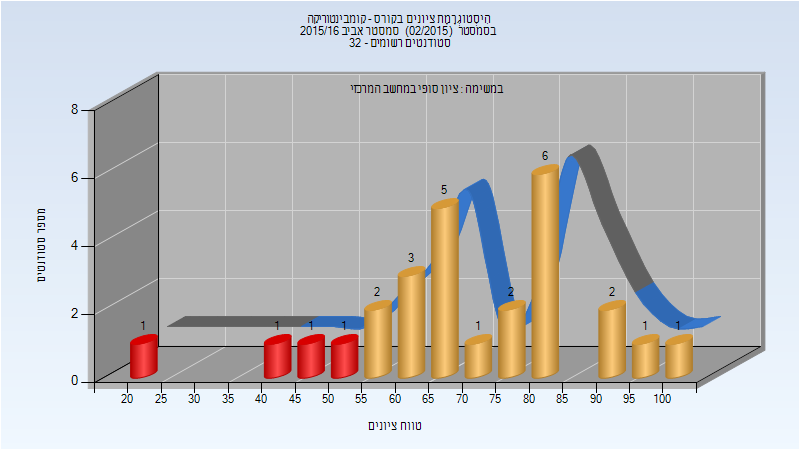 היסטוגרמת ציונים בקורס - קומבינטוריקה
בסמסטר (02/2015) סמסטר אביב 2015/16
סטודנטים רשומים - 32
במשימה : ציון סופי במחשב המרכזי
מספר סטודנטים
8
6
4
2
0
1
1
1
1
2
3
5
1
2
6
2
1
1
20 25 30 35 40 45 50 55 60 65 70 75 80 85 90 95 100
טווח ציונים